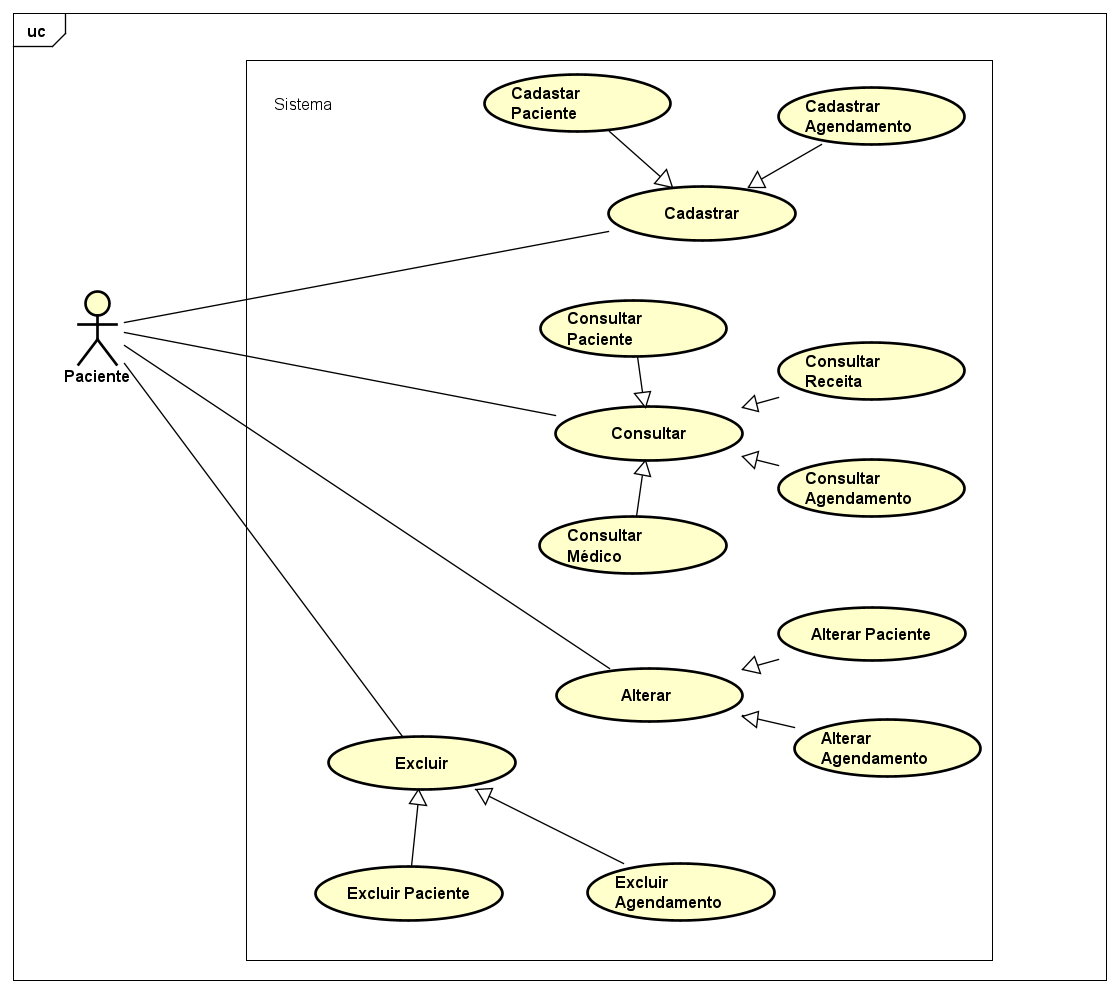 uc
Sistema
Cadastar
Paciente
Cadastrar
Agendamento
Cadastrar
Paciente
Consultar
Paciente
Consultar
Receita
Consultar
Consultar
Agendamento
Consultar
Médico
Alterar Paciente
Alterar
Alterar
Agendamento
Excluir
Excluir Paciente
Excluir
Agendamento